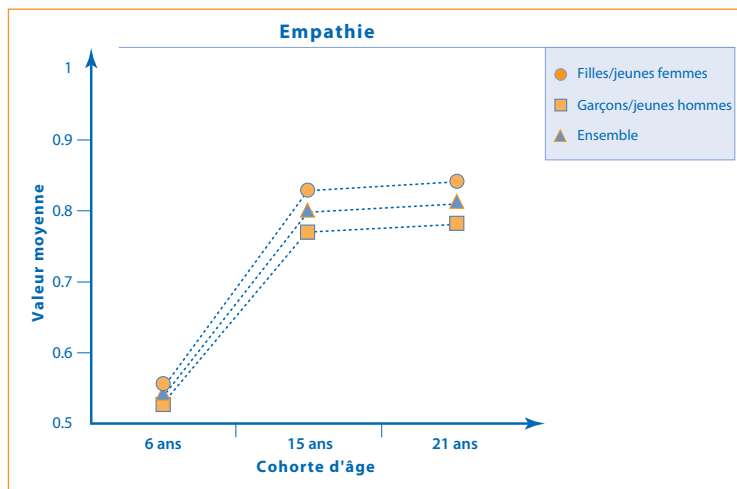 Empathie
1
0.9
0.8
0.7
0.6
0.5
Valeur moyenne
6 ans
15 ans
21 ans
Cohorte d'âge
Filles/jeunes femmes
Garçons/jeunes hommes
Ensemble